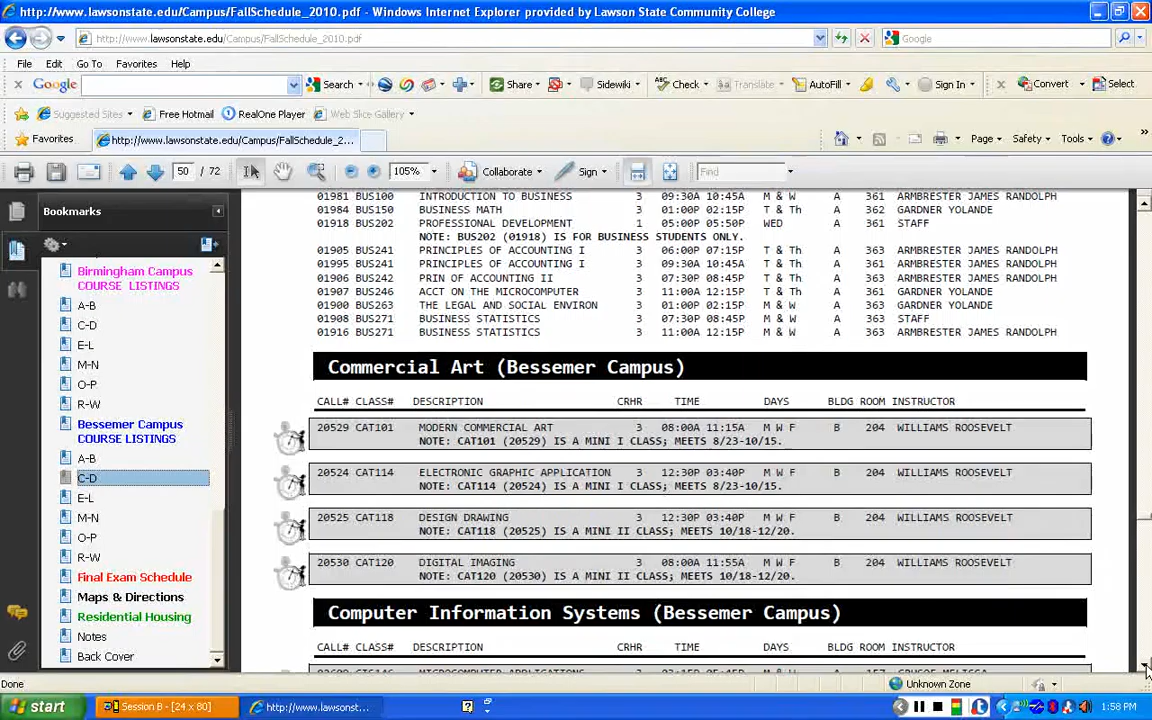 http://www.lawsonstate.edu/Campus/FallSchedule_2010.pdf - Windows Internet Explorer provided by Lawson State Community College
http://www.lawsonstate.edu/Campus/FallSchedule_2010.pdf
Google
File Edit Go To Favorites Help
Google Search Share Sidewiki Check Translate AutoFill Sign In Convert Select
Suggested Sites Free Hotmail RealOne Player Web Slice Gallery
Favorites http://www.lawsonstate.edu/Campus/FallSchedule_2... Page Safety Tools
50 / 72 105% Collaborate Sign Find
Bookmarks
Birmingham Campus
COURSE LISTINGS
A-B
C-D
E-L
M-N
O-P
R-W
Bessemer Campus
COURSE LISTINGS
A-B
C-D
E-L
M-N
O-P
R-W
Final Exam Schedule
Maps & Directions
Residential Housing
Notes
Back Cover
01981 BUS100 INTRODUCTION TO BUSINESS 3 09:30A 10:45A M & W A 361 ARMBRESTER JAMES RANDOLPH
01984 BUS150 BUSINESS MATH 3 01:00P 02:15P T & Th A 362 GARDNER YOLANDE
01918 BUS202 PROFESSIONAL DEVELOPMENT 1 05:00P 05:50P WED A 361 STAFF
NOTE: BUS202 (01918) IS FOR BUSINESS STUDENTS ONLY.
01905 BUS241 PRINCIPLES OF ACCOUNTING I 3 06:00P 07:15P T & Th A 363 ARMBRESTER JAMES RANDOLPH
01995 BUS241 PRINCIPLES OF ACCOUNTING I 3 09:30A 10:45A T & Th A 363 ARMBRESTER JAMES RANDOLPH
01906 BUS242 PRIN OF ACCOUNTING II 3 07:30P 08:45P T & Th A 363 ARMBRESTER JAMES RANDOLPH
01907 BUS246 ACCT ON THE MICROCOMPUTER 3 11:00A 12:15P T & Th A 361 GARDNER YOLANDE
01900 BUS263 THE LEGAL AND SOCIAL ENVIRON 3 01:00P 02:15P M & W A 363 GARDNER YOLANDE
01908 BUS271 BUSINESS STATISTICS 3 07:30P 08:45P M & W A 363 STAFF
01916 BUS271 BUSINESS STATISTICS 3 11:00A 12:15P M & W A 363 ARMBRESTER JAMES RANDOLPH
Commercial Art (Bessemer Campus)
CALL# CLASS# DESCRIPTION CRHR TIME DAYS BLDG ROOM INSTRUCTOR
20529 CAT101 MODERN COMMERCIAL ART 3 08:00A 11:15A M W F B 204 WILLIAMS ROOSEVELT
NOTE: CAT101 (20529) IS A MINI I CLASS; MEETS 8/23-10/15.
20524 CAT114 ELECTRONIC GRAPHIC APPLICATION 3 12:30P 03:40P M W F B 204 WILLIAMS ROOSEVELT
NOTE: CAT114 (20524) IS A MINI I CLASS; MEETS 8/23-10/15.
20525 CAT118 DESIGN DRAWING 3 12:30P 03:40P M W F B 204 WILLIAMS ROOSEVELT
NOTE: CAT118 (20525) IS A MINI II CLASS; MEETS 10/18-12/20.
20530 CAT120 DIGITAL IMAGING 3 08:00A 11:55A M W F B 204 WILLIAMS ROOSEVELT
NOTE: CAT120 (20530) IS A MINI II CLASS; MEETS 10/18-12/20.
Computer Information Systems (Bessemer Campus)
CALL# CLASS# DESCRIPTION CRHR TIME DAYS BLDG ROOM INSTRUCTOR
CIS146 MICROCOMPUTER APPLICATIONS
Done Unknown Zone
start Session B - [24 x 80] http://www.lawsonst... 1:58 PM